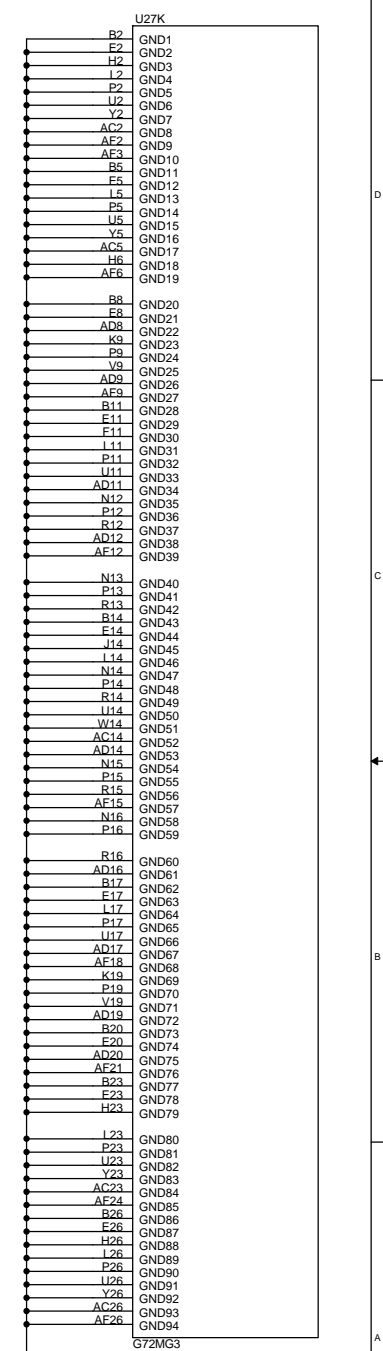 U27K
B2 GND1
E2 GND2
H2 GND3
L2 GND4
P2 GND5
U2 GND6
Y2 GND7
AC2 GND8
AF2 GND9
AF3 GND10
B5 GND11
E5 GND12
L5 GND13
P5 GND14
U5 GND15
Y5 GND16
AC5 GND17
H6 GND18
AF6 GND19
B8 GND20
E8 GND21
AD8 GND22
K9 GND23
P9 GND24
V9 GND25
AD9 GND26
AF9 GND27
B11 GND28
E11 GND29
F11 GND30
L11 GND31
P11 GND32
U11 GND33
AD11 GND34
N12 GND35
P12 GND36
R12 GND37
AD12 GND38
AF12 GND39
N13 GND40
P13 GND41
R13 GND42
B14 GND43
E14 GND44
J14 GND45
L14 GND46
N14 GND47
P14 GND48
R14 GND49
U14 GND50
W14 GND51
AC14 GND52
AD14 GND53
N15 GND54
P15 GND55
R15 GND56
AF15 GND57
N16 GND58
P16 GND59
R16 GND60
AD16 GND61
B17 GND62
E17 GND63
L17 GND64
P17 GND65
U17 GND66
AD17 GND67
AF18 GND68
K19 GND69
P19 GND70
V19 GND71
AD19 GND72
B20 GND73
E20 GND74
AD20 GND75
AF21 GND76
B23 GND77
E23 GND78
H23 GND79
L23 GND80
P23 GND81
U23 GND82
Y23 GND83
AC23 GND84
AF24 GND85
B26 GND86
E26 GND87
H26 GND88
L26 GND89
P26 GND90
U26 GND91
Y26 GND92
AC26 GND93
AF26 GND94
G72MG3
D
C
B
A